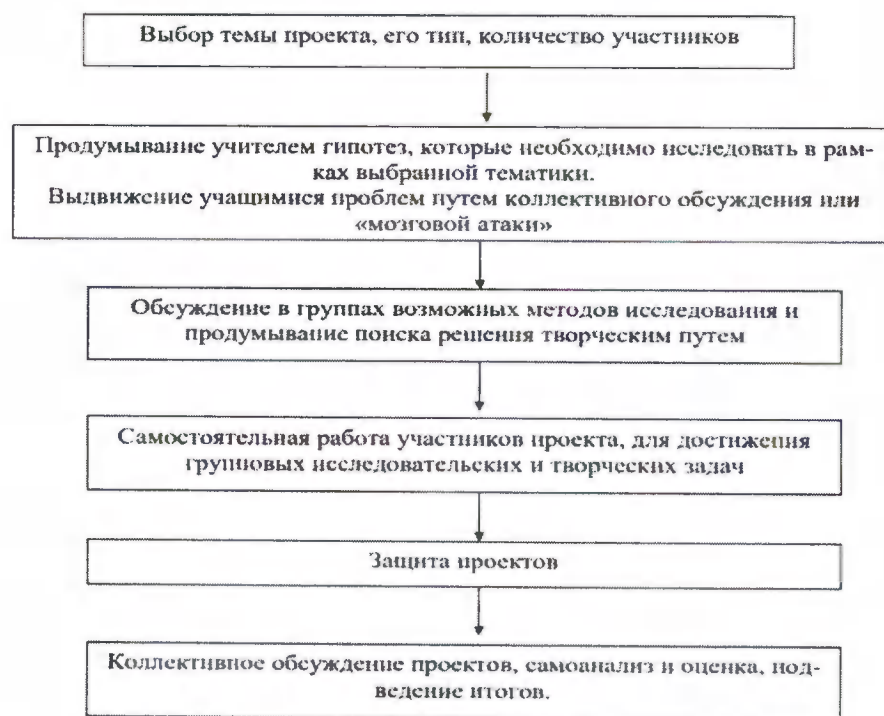 Выбор темы проекта, его тип, количество участников
Продумывание учителем гипотез, которые необходимо исследовать в рам-
ках выбранной тематики.
Выдвижение учащимися проблем путем коллективного обсуждения или
«мозговой атаки»
Обсуждение в группах возможных методов исследования и
продумывание поиска решения творческим путем
Самостоятельная работа участников проекта, для достижения
групповых исследовательских и творческих задач
Защита проектов
Коллективное обсуждение проектов, самоанализ и оценка, под-
ведение итогов.